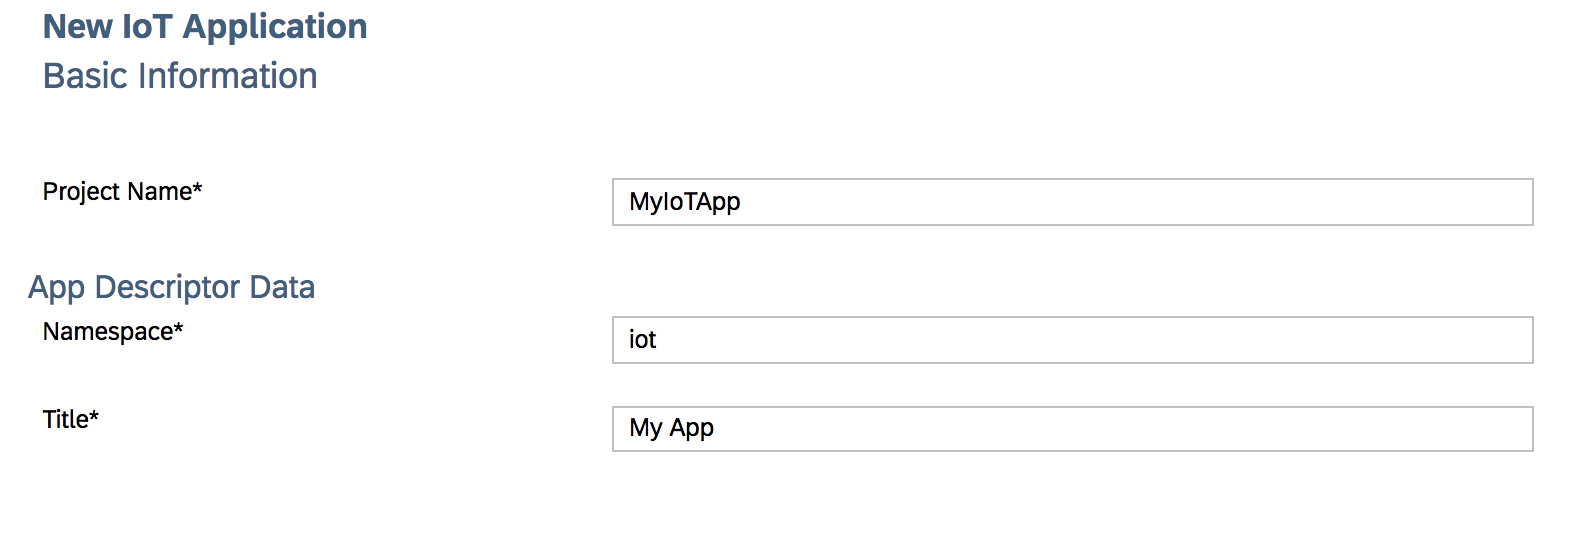 New IoT Application
Basic Information
Project Name*
MyIoTApp
App Descriptor Data
Namespace*
iot
Title*
My App